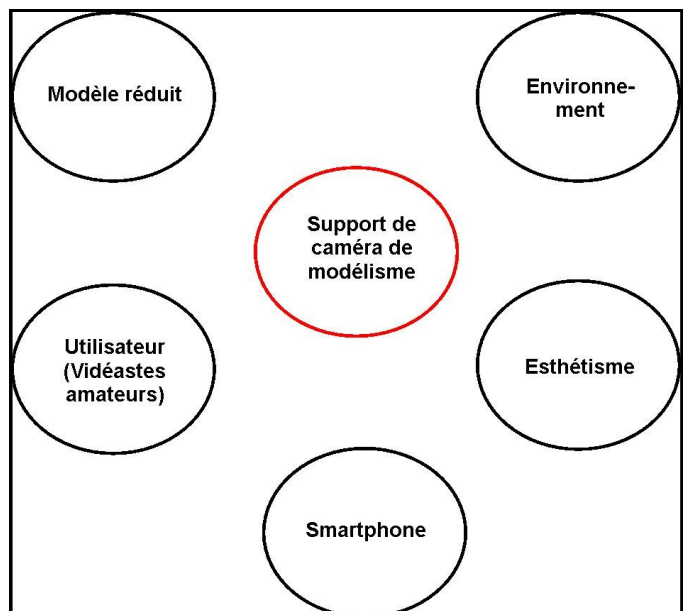 Modèle réduit
Environne-
ment
Support de
caméra de
modélisme
Utilisateur
(Vidéastes
amateurs)
Esthétisme
Smartphone